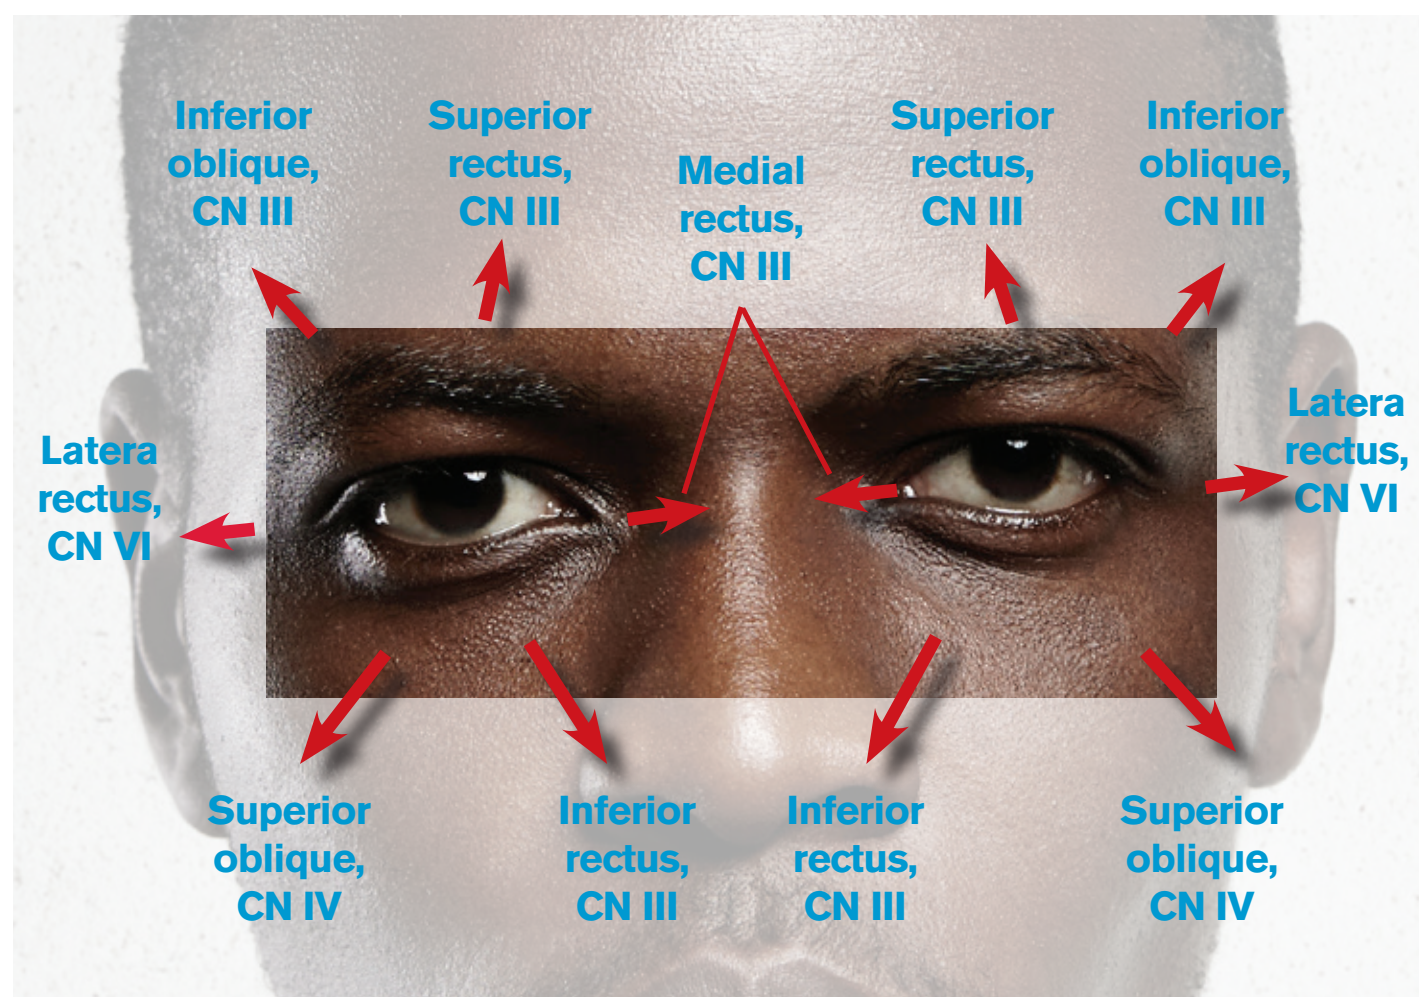 Inferior
oblique,
CN III
Superior
rectus,
CN III
Medial
rectus,
CN III
Superior
rectus,
CN III
Inferior
oblique,
CN III
Latera
rectus,
CN VI
Latera
rectus,
CN VI
Superior
oblique,
CN IV
Inferior
rectus,
CN III
Inferior
rectus,
CN III
Superior
oblique,
CN IV